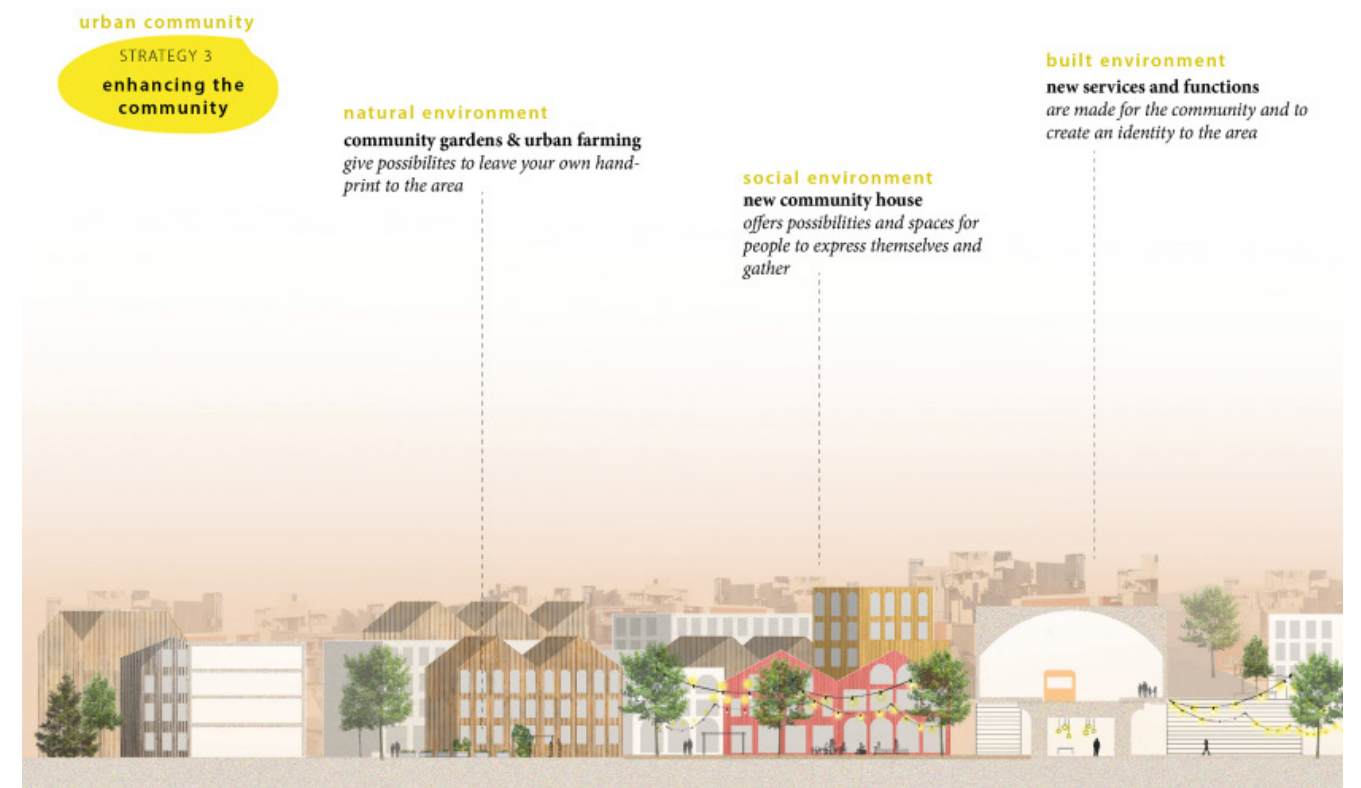 urban community
STRATEGY 3
enhancing the
community
natural environment
community gardens & urban farming
give possibilites to leave your own hand-
print to the area
social environment
new community house
offers possibilities and spaces for
people to express themselves and
gather
built environment
new services and functions
are made for the community and to
create an identity to the area